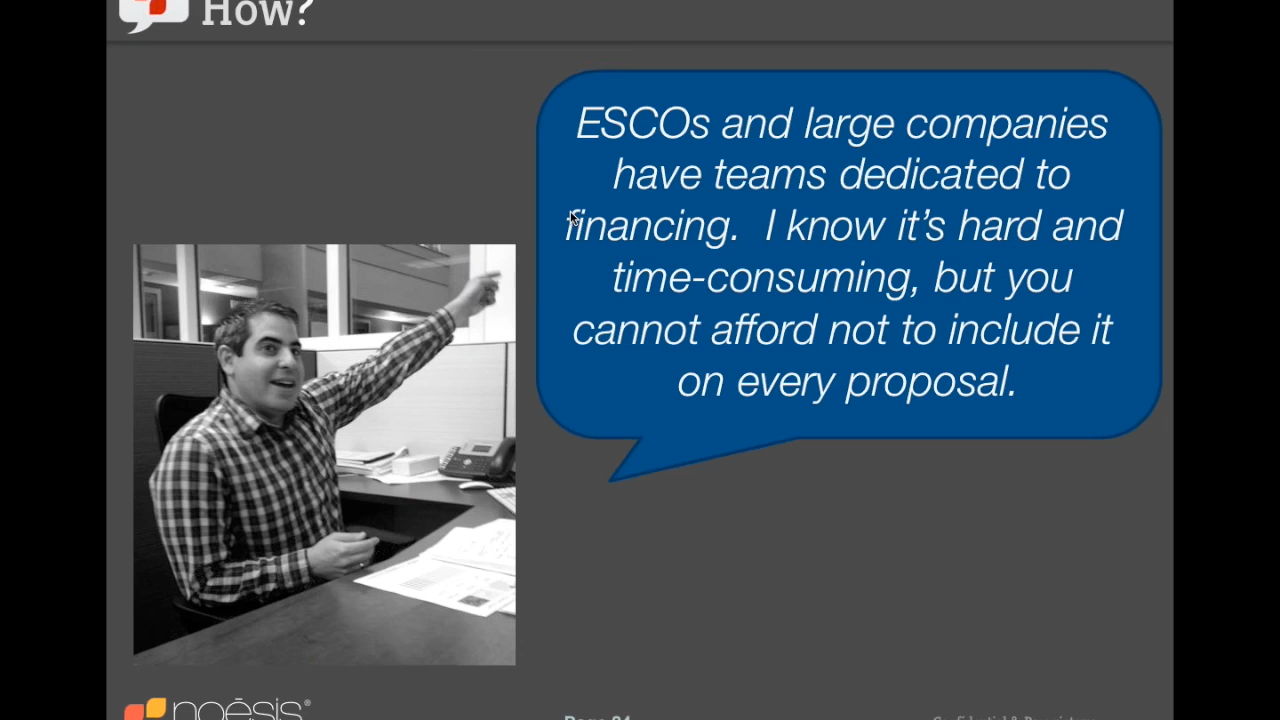 How?
ESCOs and large companies
have teams dedicated to
financing.  I know it's hard and
time-consuming, but you
cannot afford not to include it
on every proposal.
noēsis®